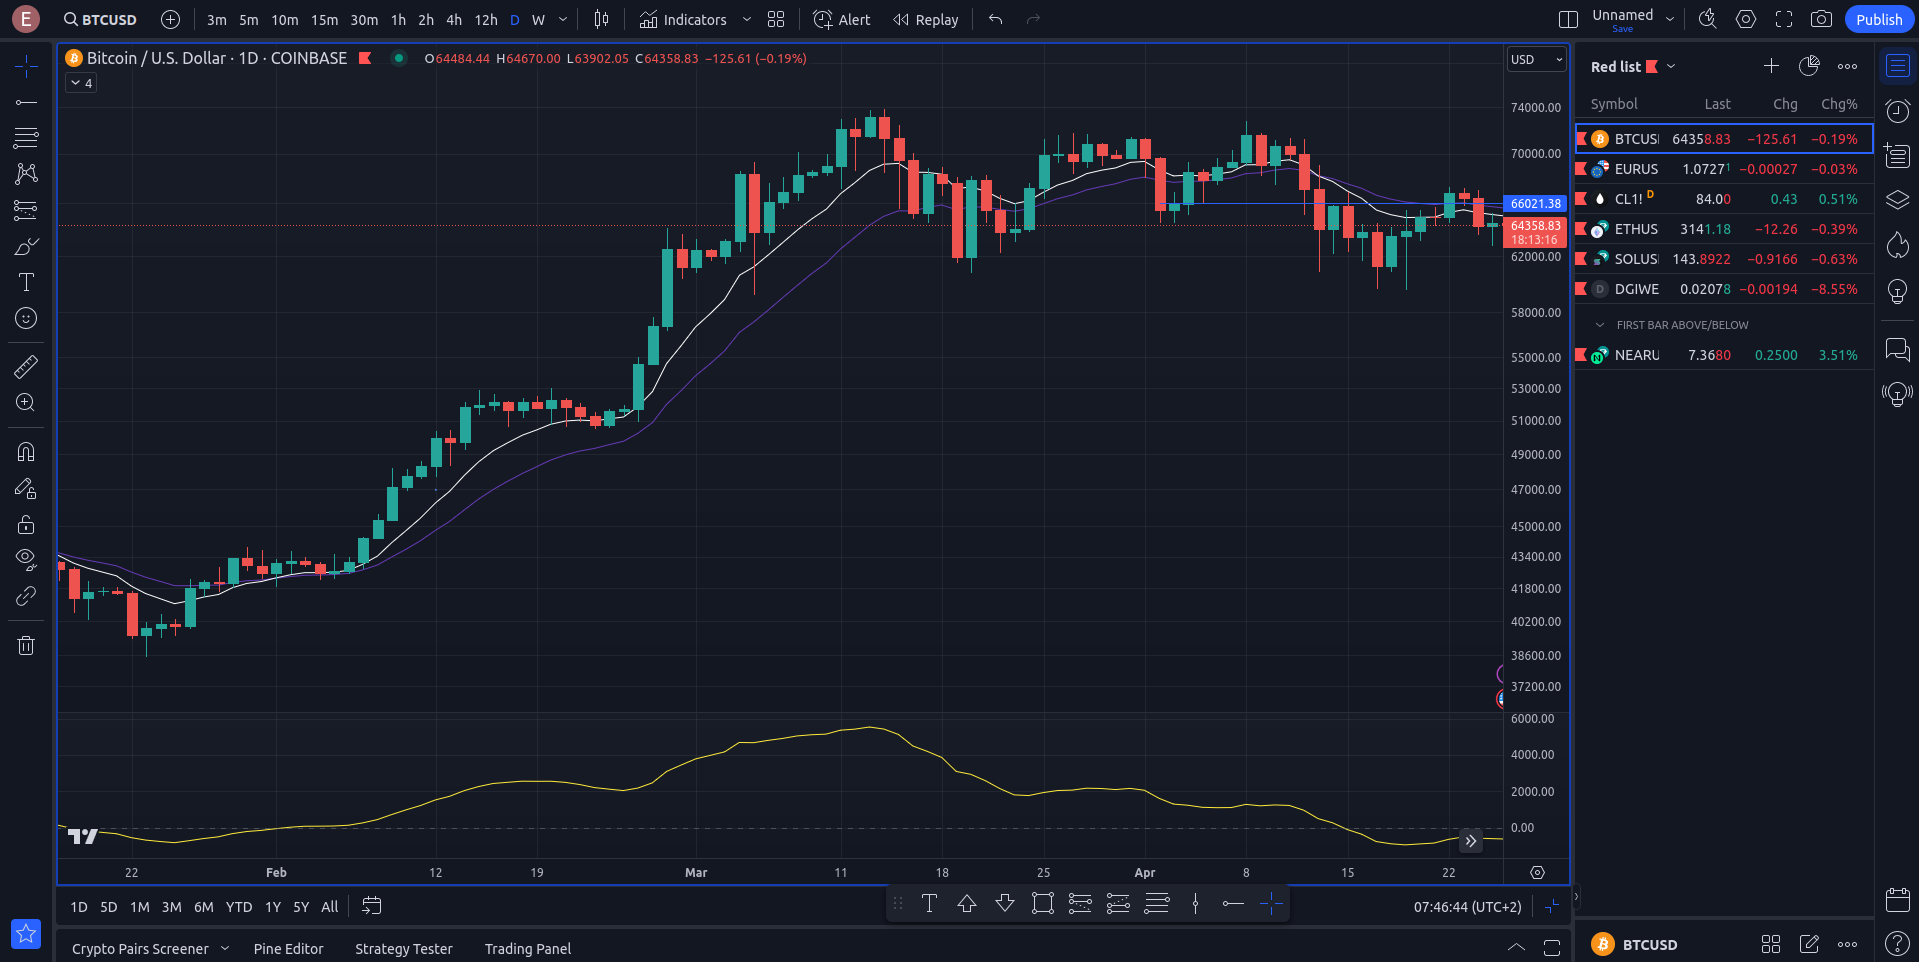 E BTCUSD 3m 5m 10m 15m 30m 1h 2h 4h 12h D W Indicators Alert Replay Unnamed Save Publish
Bitcoin / U.S. Dollar · 1D · COINBASE O64484.44 H64670.00 L63902.05 C64358.83 −125.61 (−0.19%)
4
USD
74000.00
70000.00
66021.38
64358.83
18:13:16
62000.00
58000.00
55000.00
53000.00
51000.00
49000.00
47000.00
45000.00
43400.00
41800.00
40200.00
38600.00
37200.00
6000.00
4000.00
2000.00
0.00
22 Feb 12 19 Mar 11 18 25 Apr 8 15 22
1D 5D 1M 3M 6M YTD 1Y 5Y All
07:46:44 (UTC+2)
Crypto Pairs Screener Pine Editor Strategy Tester Trading Panel
Red list
Symbol Last Chg Chg%
BTCUS 64358.83 −125.61 −0.19%
EURUS 1.07271 −0.00027 −0.03%
CL1! D 84.00 0.43 0.51%
ETHUS 3141.18 −12.26 −0.39%
SOLUS 143.8922 −0.9166 −0.63%
D DGIWE 0.02078 −0.00194 −8.55%
FIRST BAR ABOVE/BELOW
NEARU 7.3680 0.2500 3.51%
BTCUSD